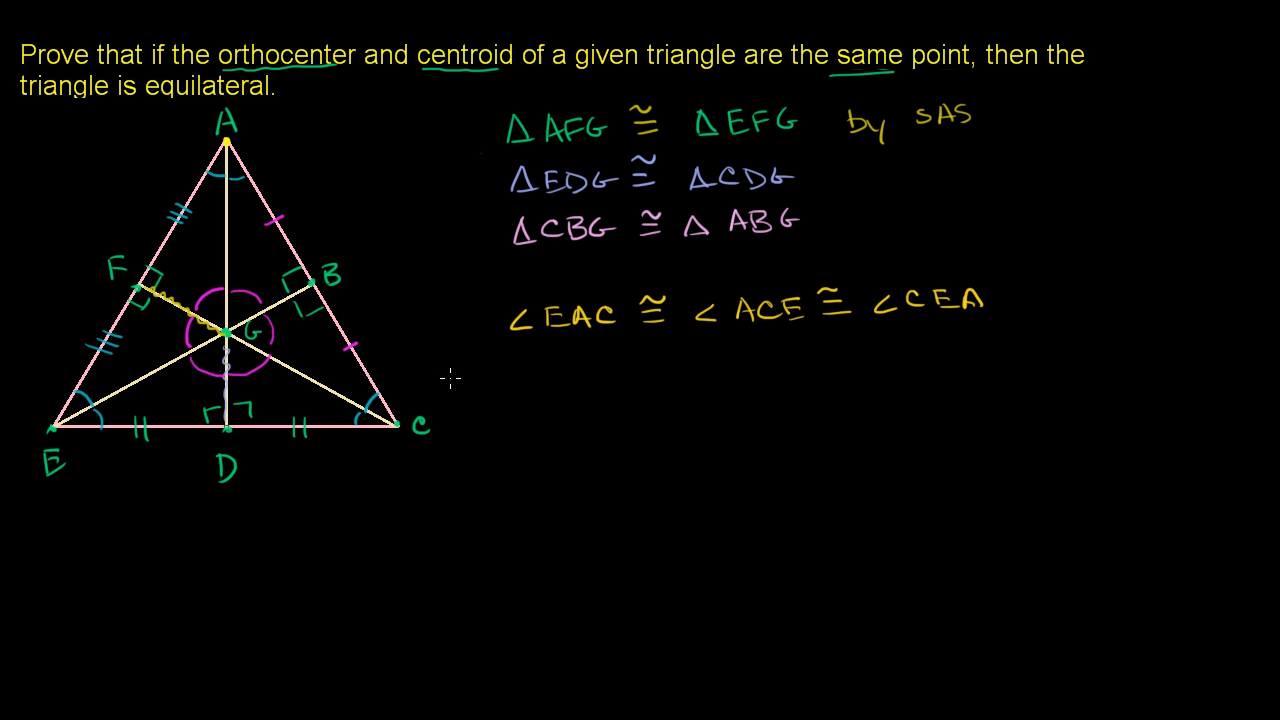 Prove that if the orthocenter and centroid of a given triangle are the same point, then the
triangle is equilateral.
A
△AFG ≅ △EFG by SAS
△EDG ≅ △CDG
△CBG ≅ △ABG
F
B
∠EAC ≅ ∠ACE ≅ ∠CEA
G
C
E
D